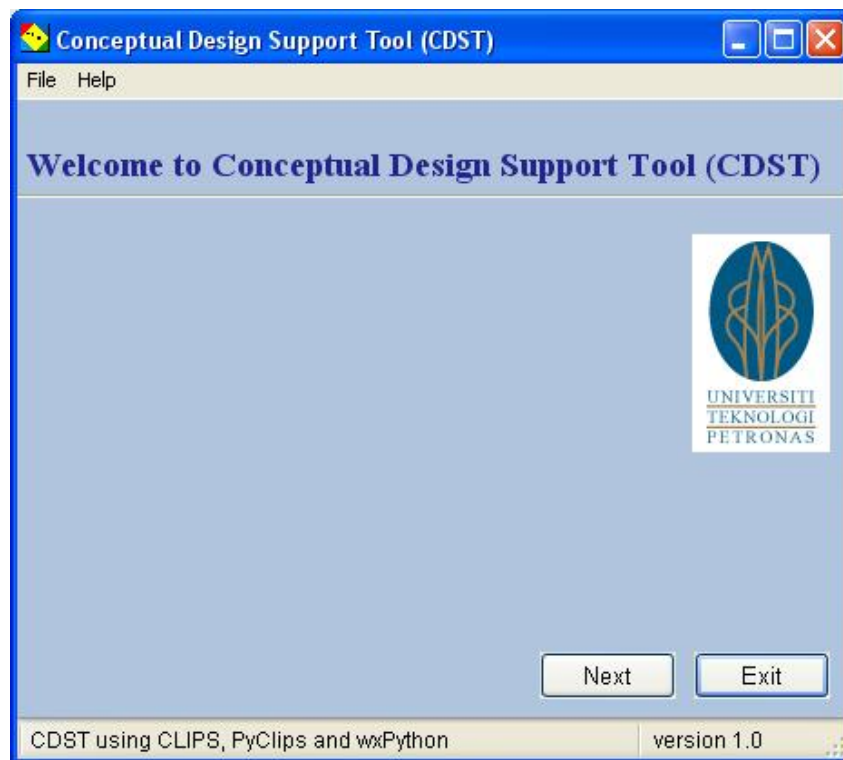 Conceptual Design Support Tool (CDST)
File Help
Welcome to Conceptual Design Support Tool (CDST)
UNIVERSITI
TEKNOLOGI
PETRONAS
Next Exit
CDST using CLIPS, PyClips and wxPython version 1.0